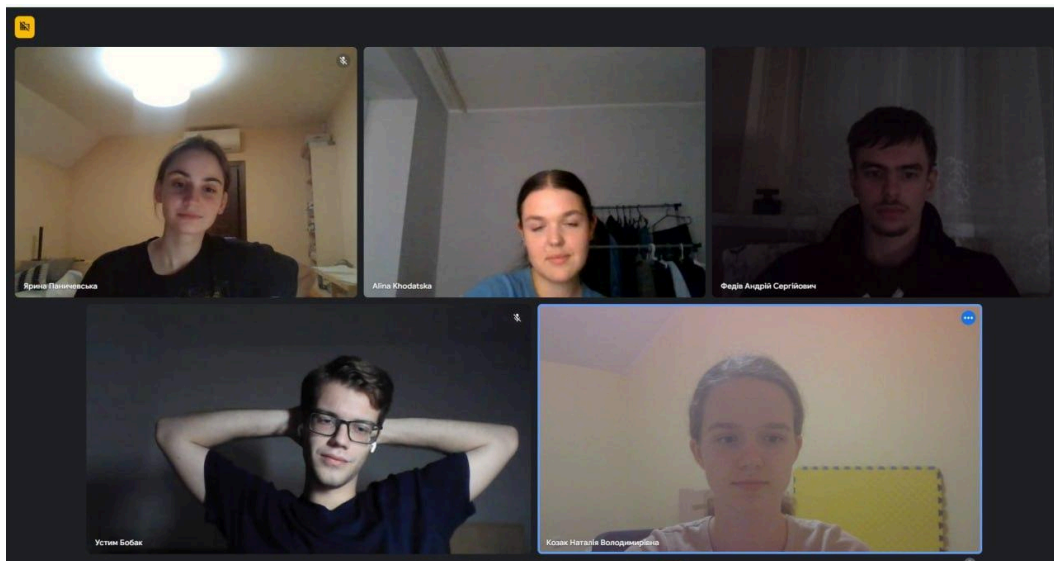 Ярина Паничевська
Alina Khodatska
Федів Андрій Сергійович
Устим Бобак
Козак Наталія Володимирівна